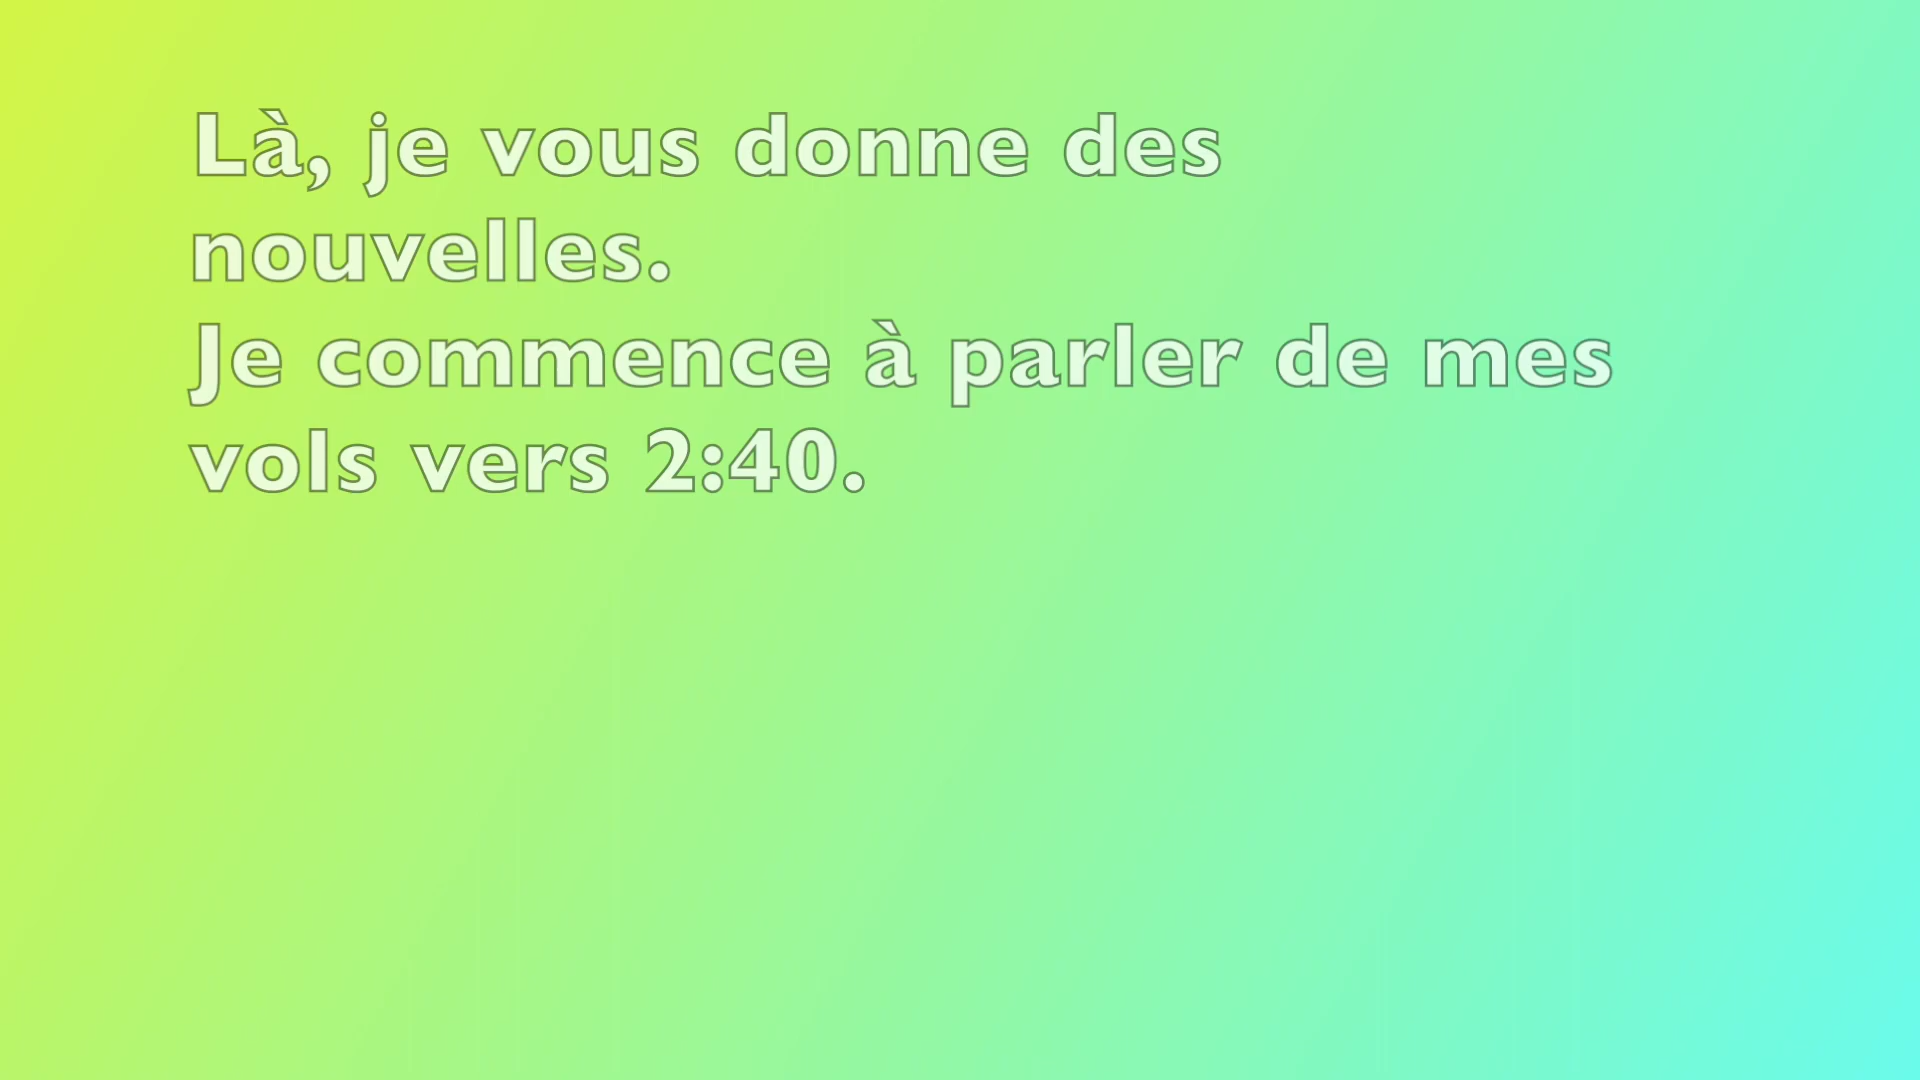 Là, je vous donne des
nouvelles.
Je commence à parler de mes
vols vers 2:40.